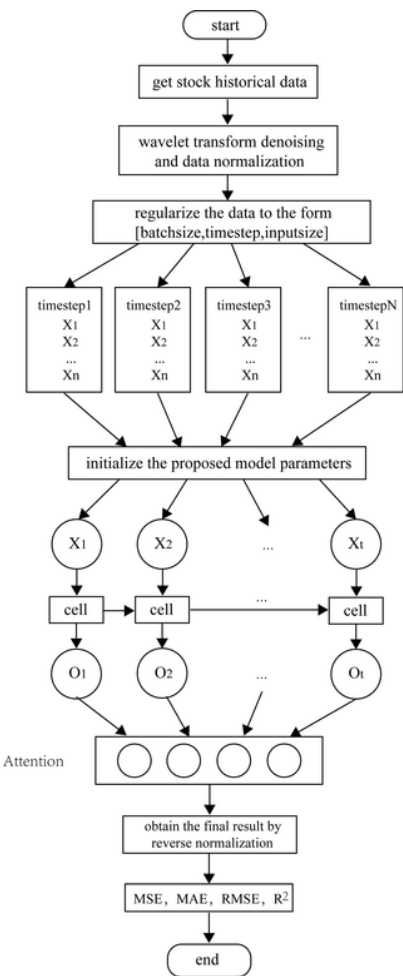 start
get stock historical data
wavelet transform denoising
and data normalization
regularize the data to the form
[batchsize,timestep,inputsize]
timestep1 timestep2 timestep3 timestepN
X1 X1 X1 X1
X2 X2 X2 ... X2
... ... ... ...
Xn Xn Xn Xn
initialize the proposed model parameters
X1 X2 ... Xt
cell cell ... cell
O1 O2 ... Ot
Attention
obtain the final result by
reverse normalization
MSE, MAE, RMSE, R²
end